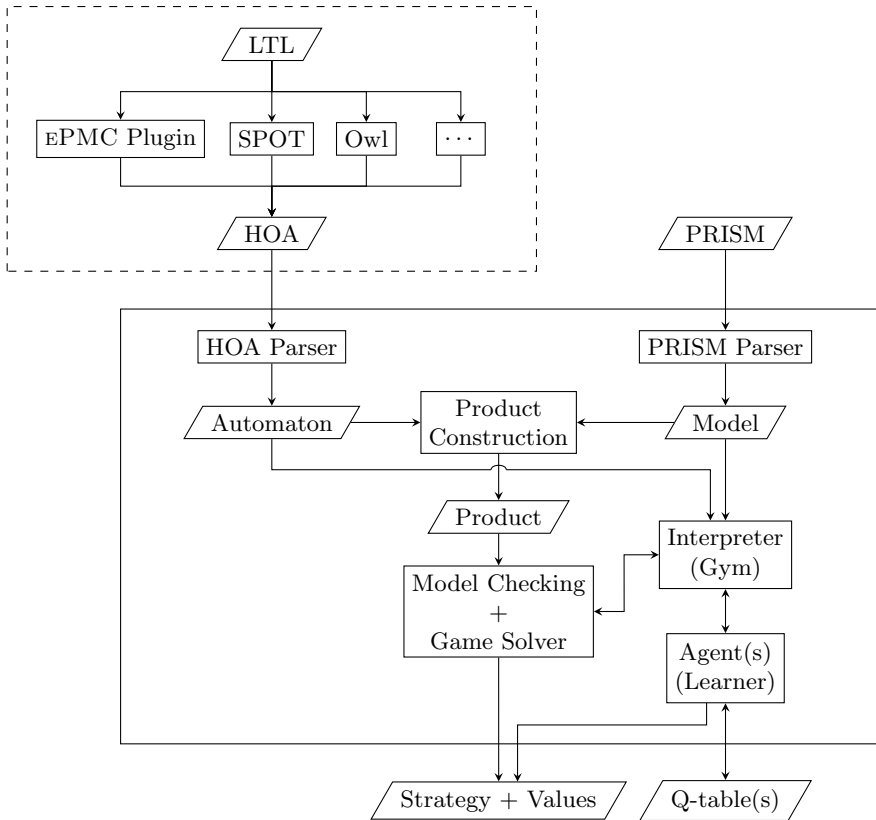 LTL
ᴇPMC Plugin
SPOT
Owl
···
HOA
PRISM
HOA Parser
PRISM Parser
Automaton
Product
Construction
Model
Product
Interpreter
(Gym)
Model Checking
+
Game Solver
Agent(s)
(Learner)
Strategy + Values
Q-table(s)